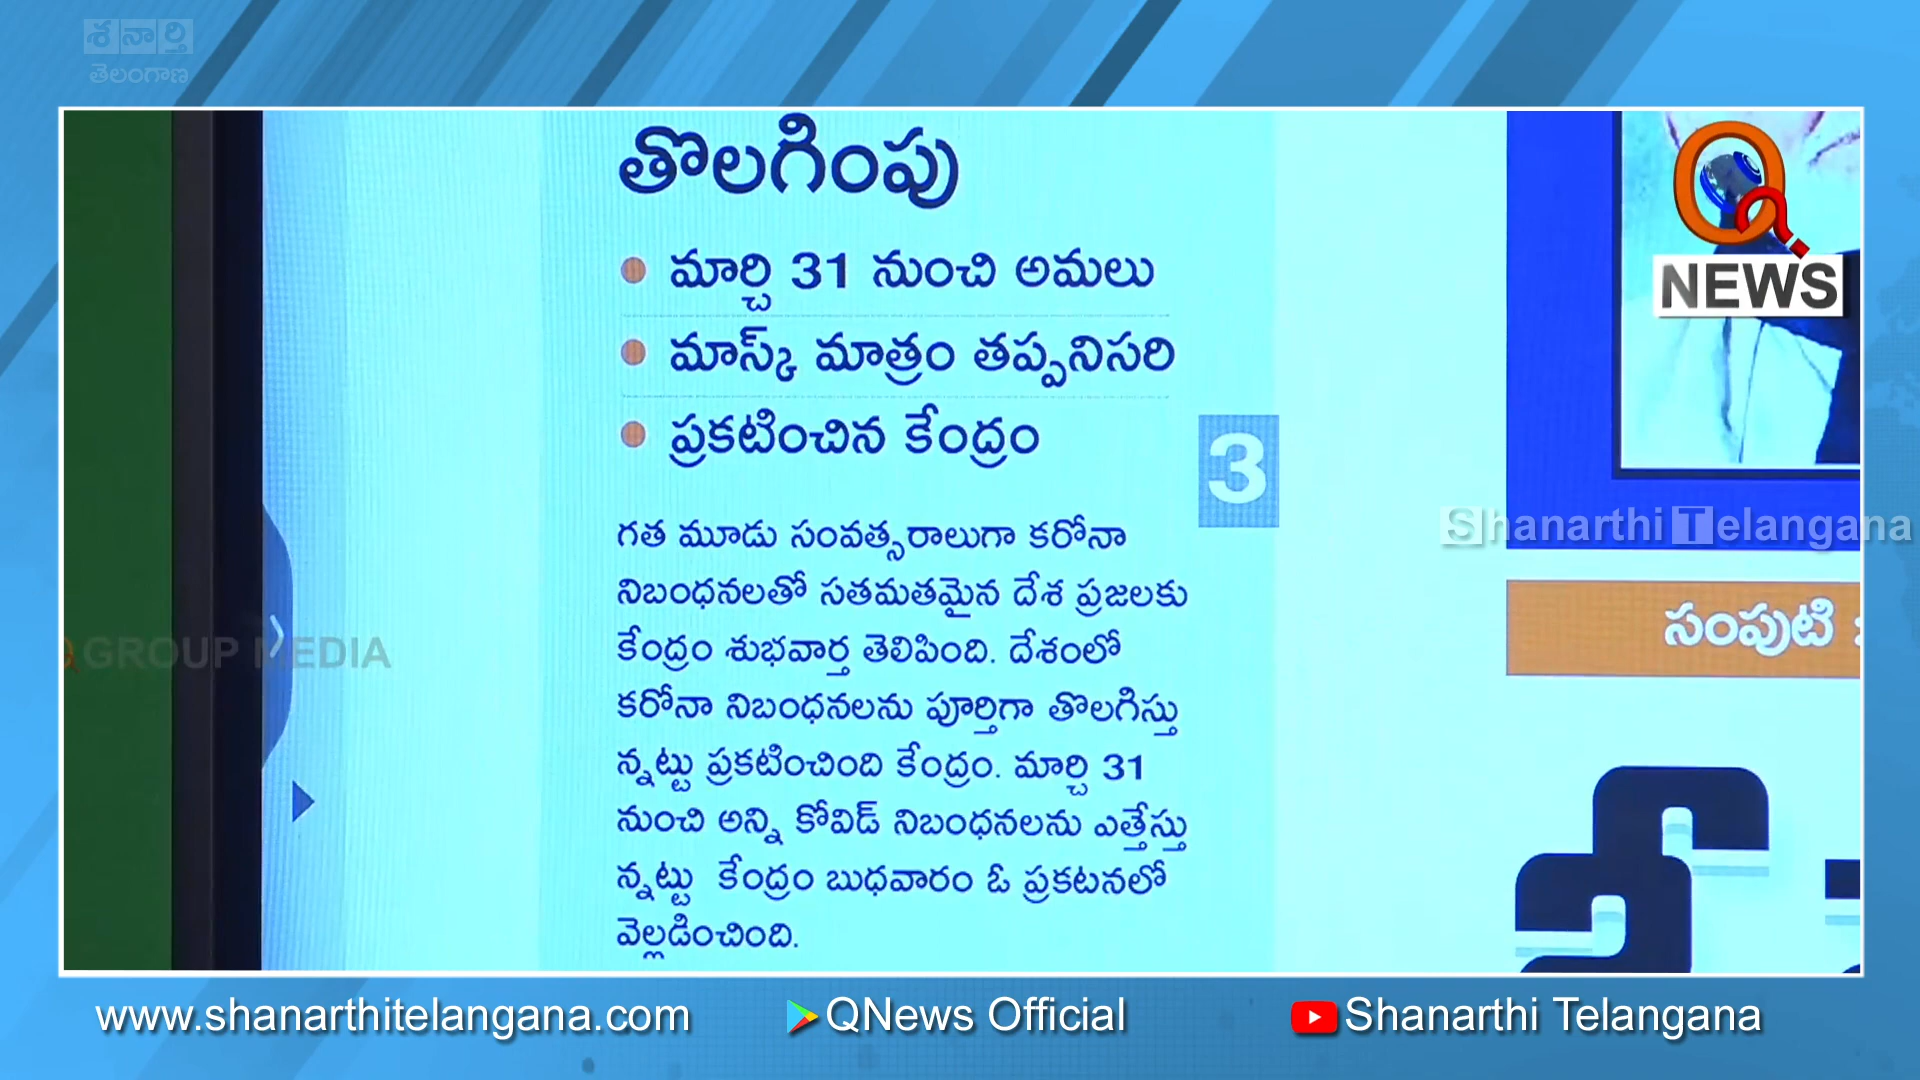 శనార్తి
తెలంగాణ
తొలగింపు
మార్చి 31 నుంచి అమలు
మాస్క్ మాత్రం తప్పనిసరి
ప్రకటించిన కేంద్రం
3
గత మూడు సంవత్సరాలుగా కరోనా
నిబంధనలతో సతమతమైన దేశ ప్రజలకు
కేంద్రం శుభవార్త తెలిపింది. దేశంలో
కరోనా నిబంధనలను పూర్తిగా తొలగిస్తు
న్నట్టు ప్రకటించింది కేంద్రం. మార్చి 31
నుంచి అన్ని కోవిడ్ నిబంధనలను ఎత్తేస్తు
న్నట్టు కేంద్రం బుధవారం ఓ ప్రకటనలో
వెల్లడించింది.
Q
NEWS
Shanarthi Telangana
సంపుటి
Q GROUP MEDIA
www.shanarthitelangana.com
QNews Official
Shanarthi Telangana